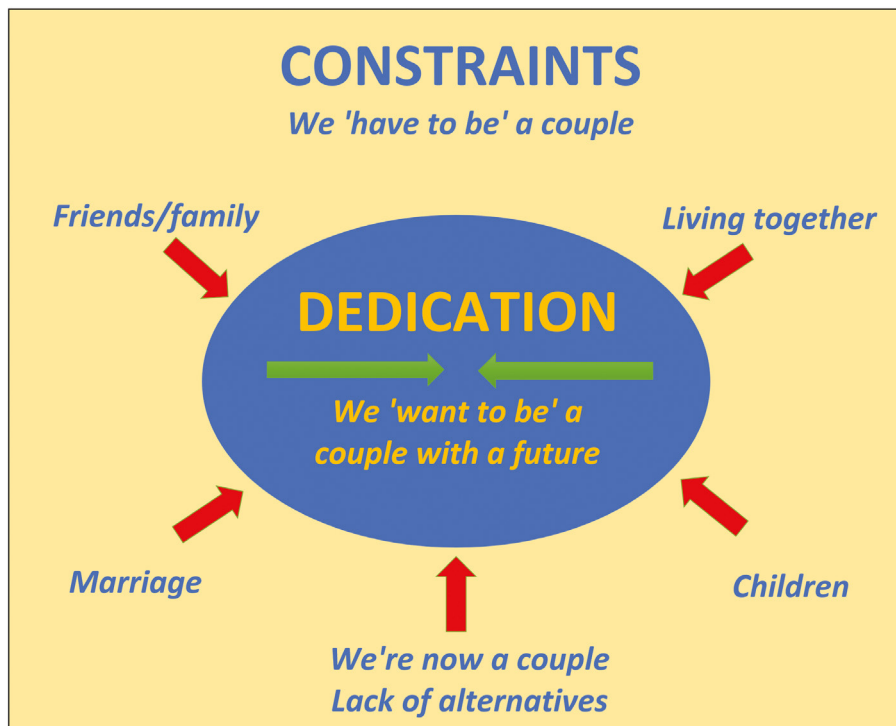 CONSTRAINTS
We 'have to be' a couple
Friends/family
Living together
DEDICATION
We 'want to be' a
couple with a future
Marriage
Children
We're now a couple
Lack of alternatives